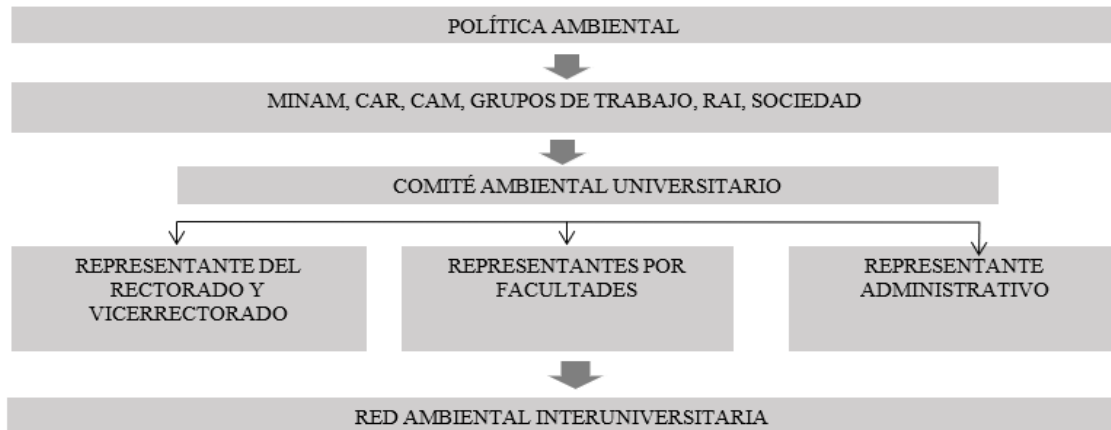 POLÍTICA AMBIENTAL
MINAM, CAR, CAM, GRUPOS DE TRABAJO, RAI, SOCIEDAD
COMITÉ AMBIENTAL UNIVERSITARIO
REPRESENTANTE DEL
RECTORADO Y
VICERRECTORADO
REPRESENTANTES POR
FACULTADES
REPRESENTANTE
ADMINISTRATIVO
RED AMBIENTAL INTERUNIVERSITARIA